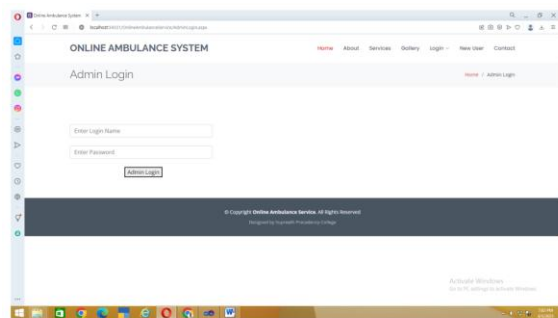 Online Ambulance System
ONLINE AMBULANCE SYSTEM
Home About Services Gallery Login New User Contact
Admin Login
Home / Admin Login
Enter Login Name
Enter Password
Admin Login
© Copyright Online Ambulance Service. All Rights Reserved
Activate Windows
Go to PC settings to activate Windows.